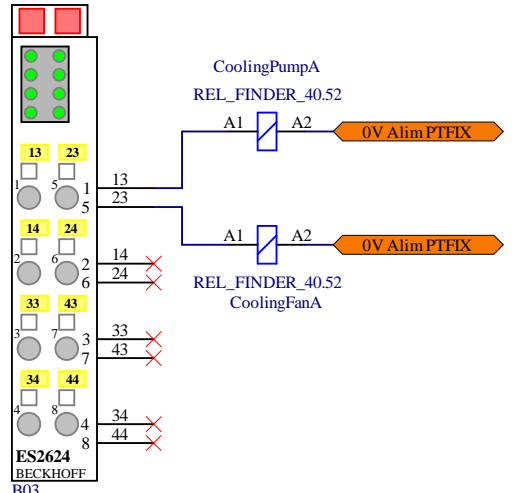 CoolingPumpA
REL_FINDER_40.52
A1 A2 0V Alim PTFIX
13 23
1 5
1 13
5 23
A1 A2 0V Alim PTFIX
REL_FINDER_40.52
CoolingFanA
14 24
2 6
2 14
6 24
33 43
3 7
3 33
7 43
34 44
4 8
4 34
8 44
ES2624
BECKHOFF
B03